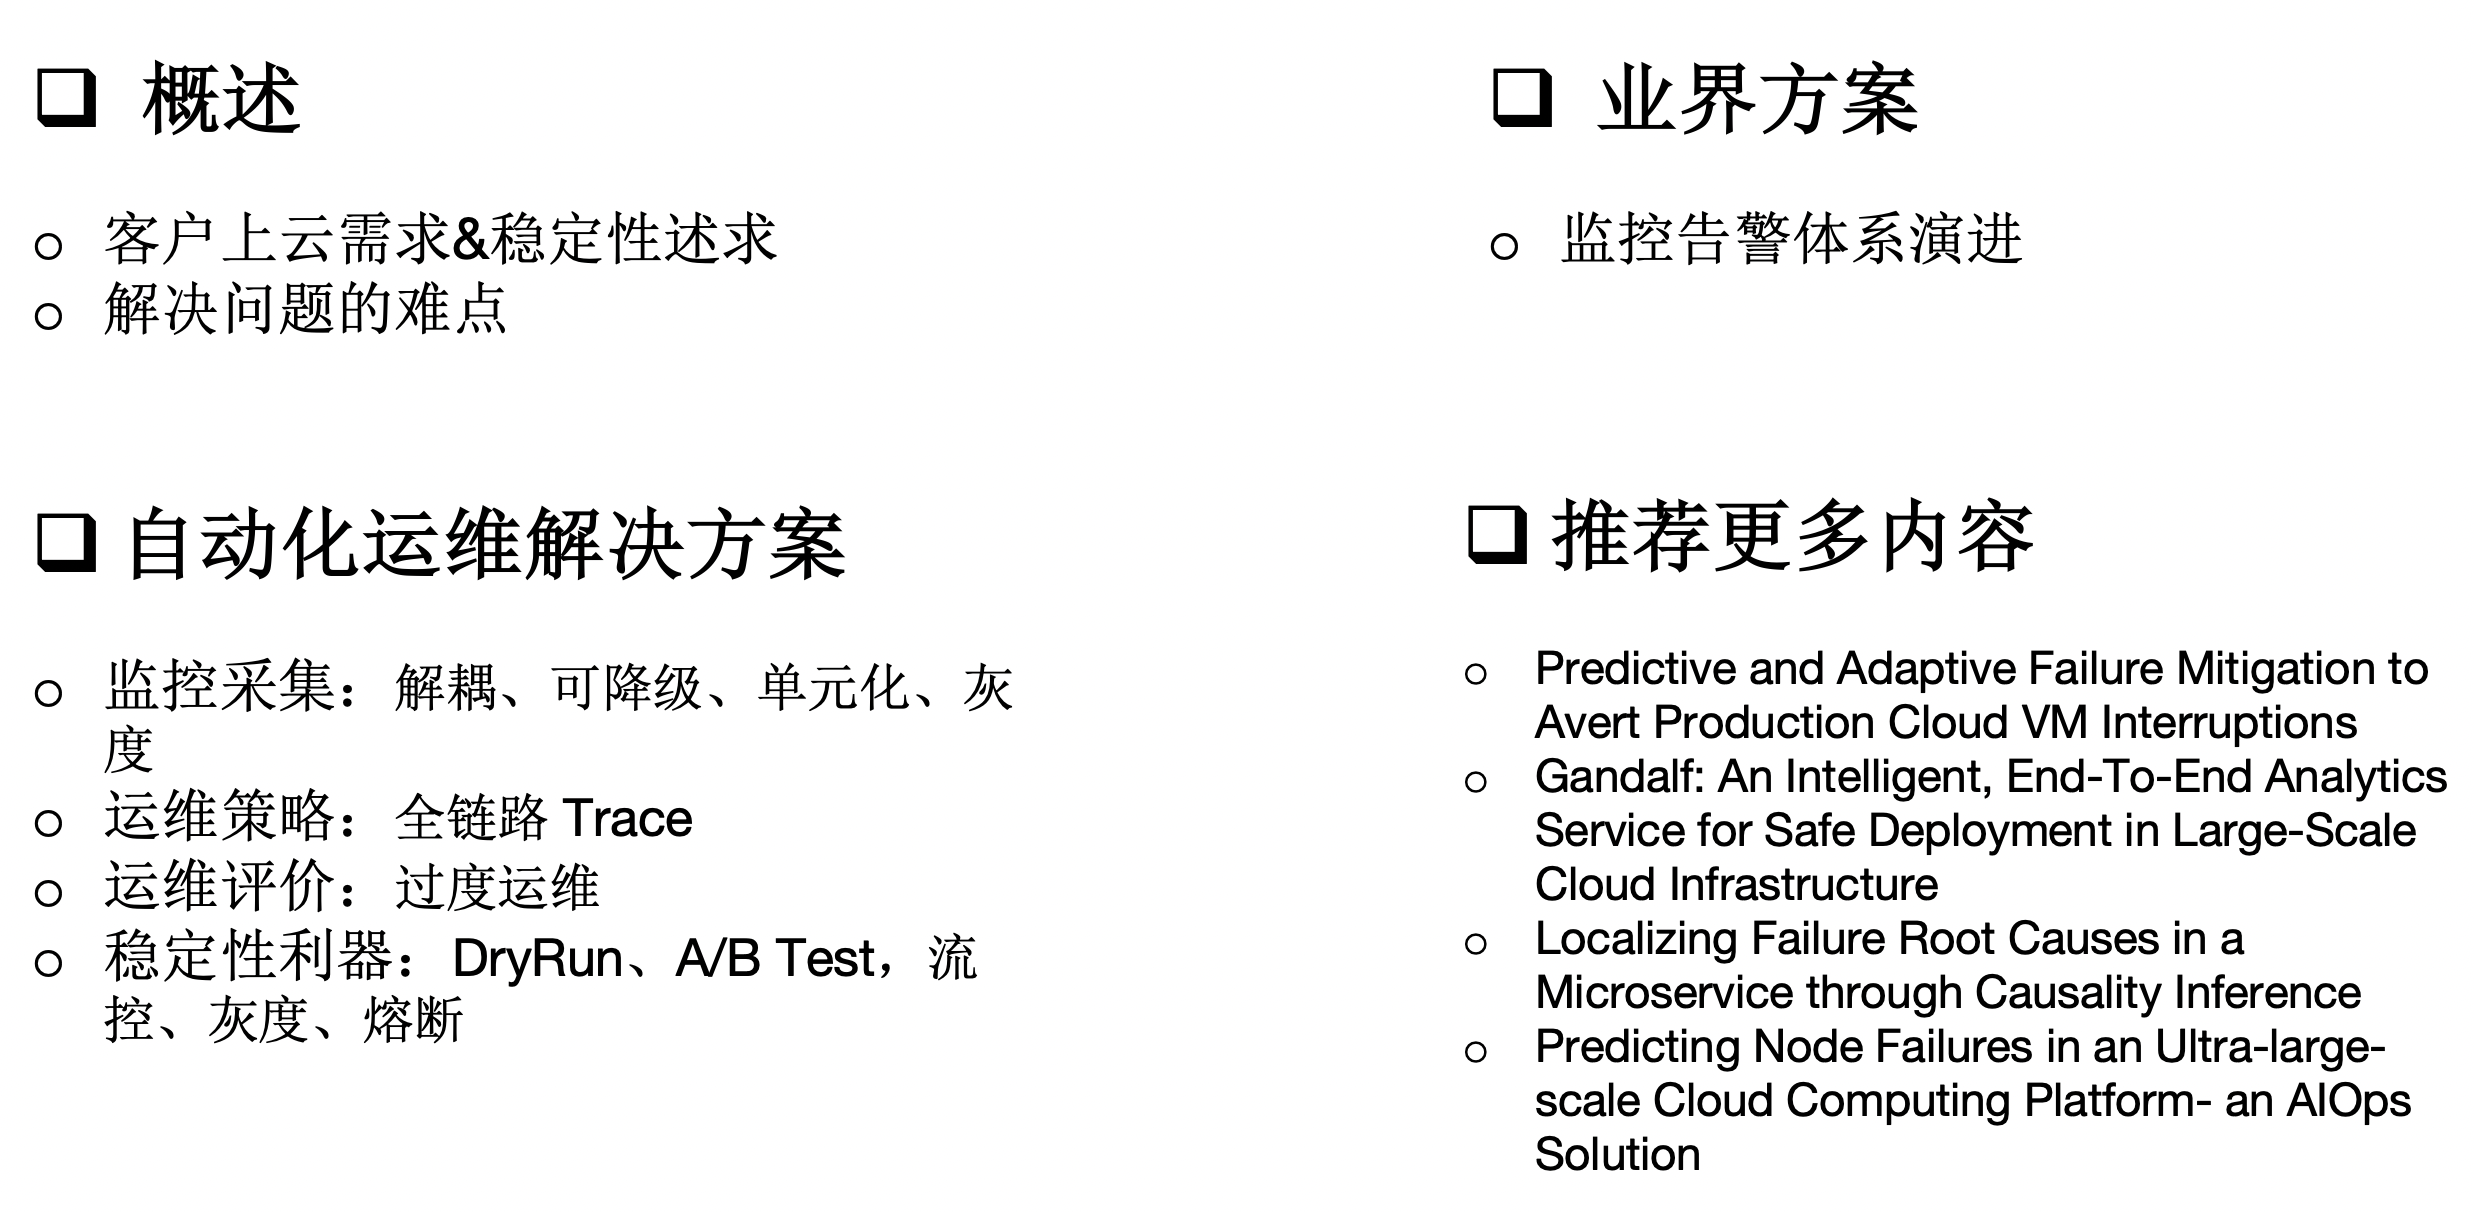 ❑ 概述
○ 客户上云需求&稳定性述求
○ 解决问题的难点
❑ 业界方案
○ 监控告警体系演进
❑ 自动化运维解决方案
○ 监控采集：解耦、可降级、单元化、灰
度
○ 运维策略：全链路 Trace
○ 运维评价：过度运维
○ 稳定性利器：DryRun、A/B Test，流
控、灰度、熔断
❑ 推荐更多内容
○ Predictive and Adaptive Failure Mitigation to
Avert Production Cloud VM Interruptions
○ Gandalf: An Intelligent, End-To-End Analytics
Service for Safe Deployment in Large-Scale
Cloud Infrastructure
○ Localizing Failure Root Causes in a
Microservice through Causality Inference
○ Predicting Node Failures in an Ultra-large-
scale Cloud Computing Platform- an AIOps
Solution